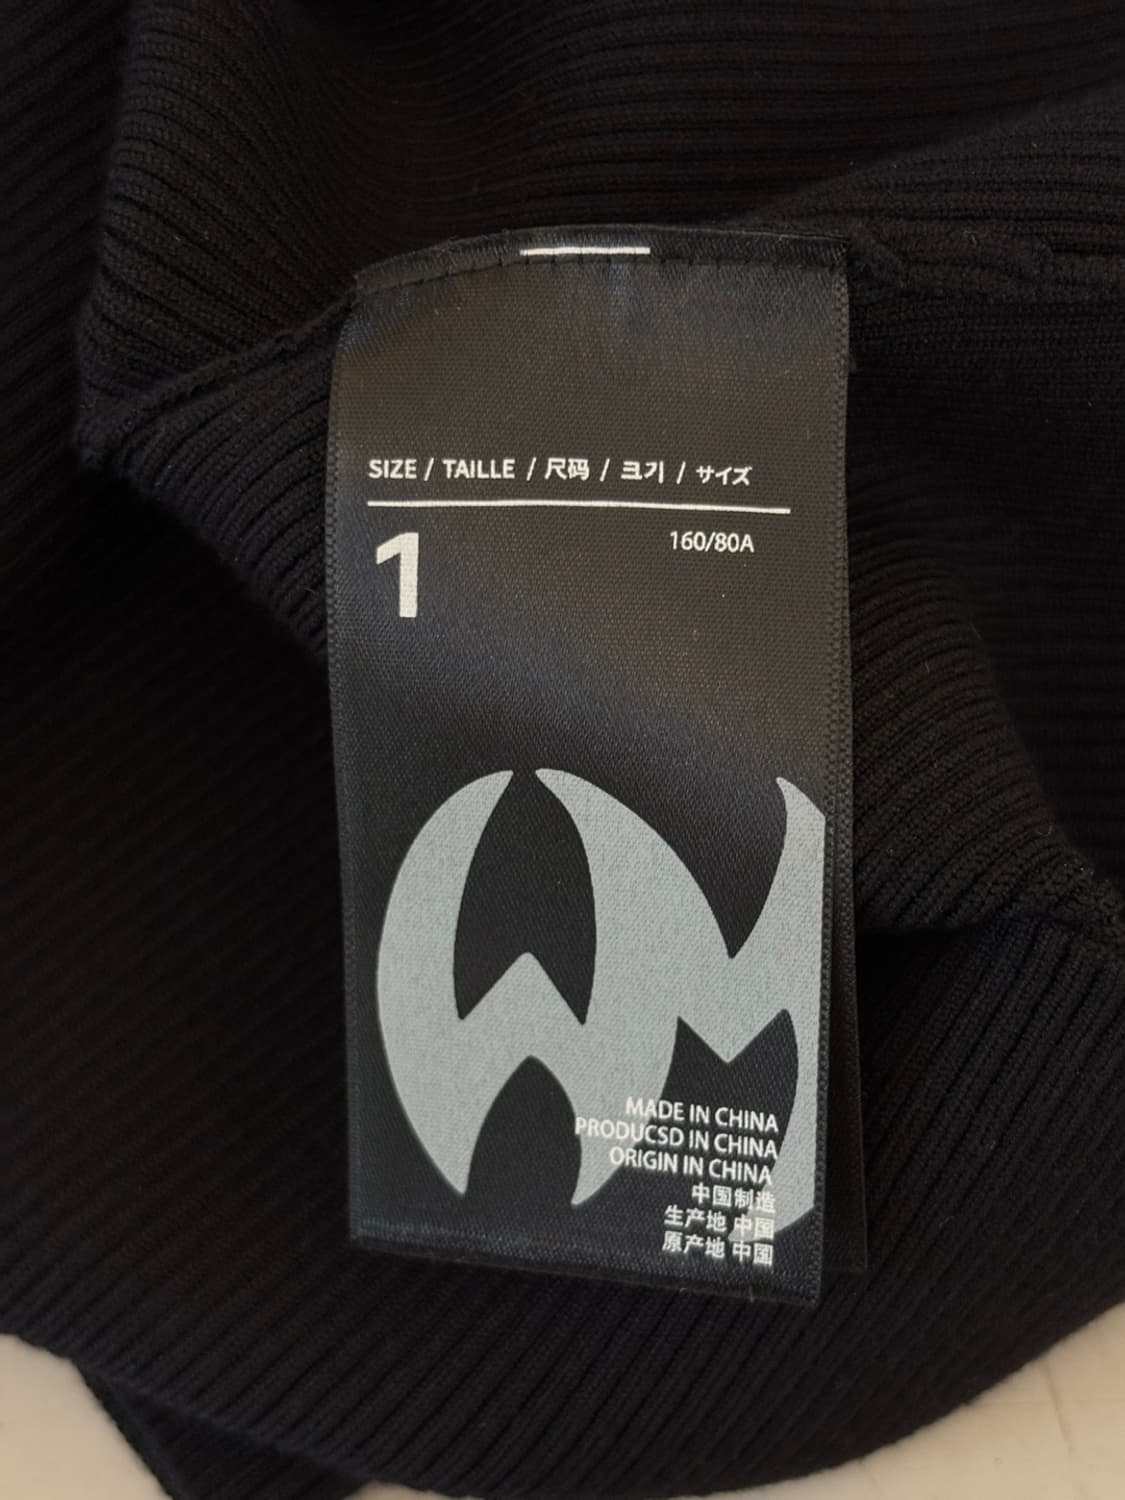 SIZE / TAILLE / 尺码 / 크기 / サイズ
1 160/80A
MADE IN CHINA
PRODUCSD IN CHINA
ORIGIN IN CHINA
中国制造
生产地 中国
原产地 中国